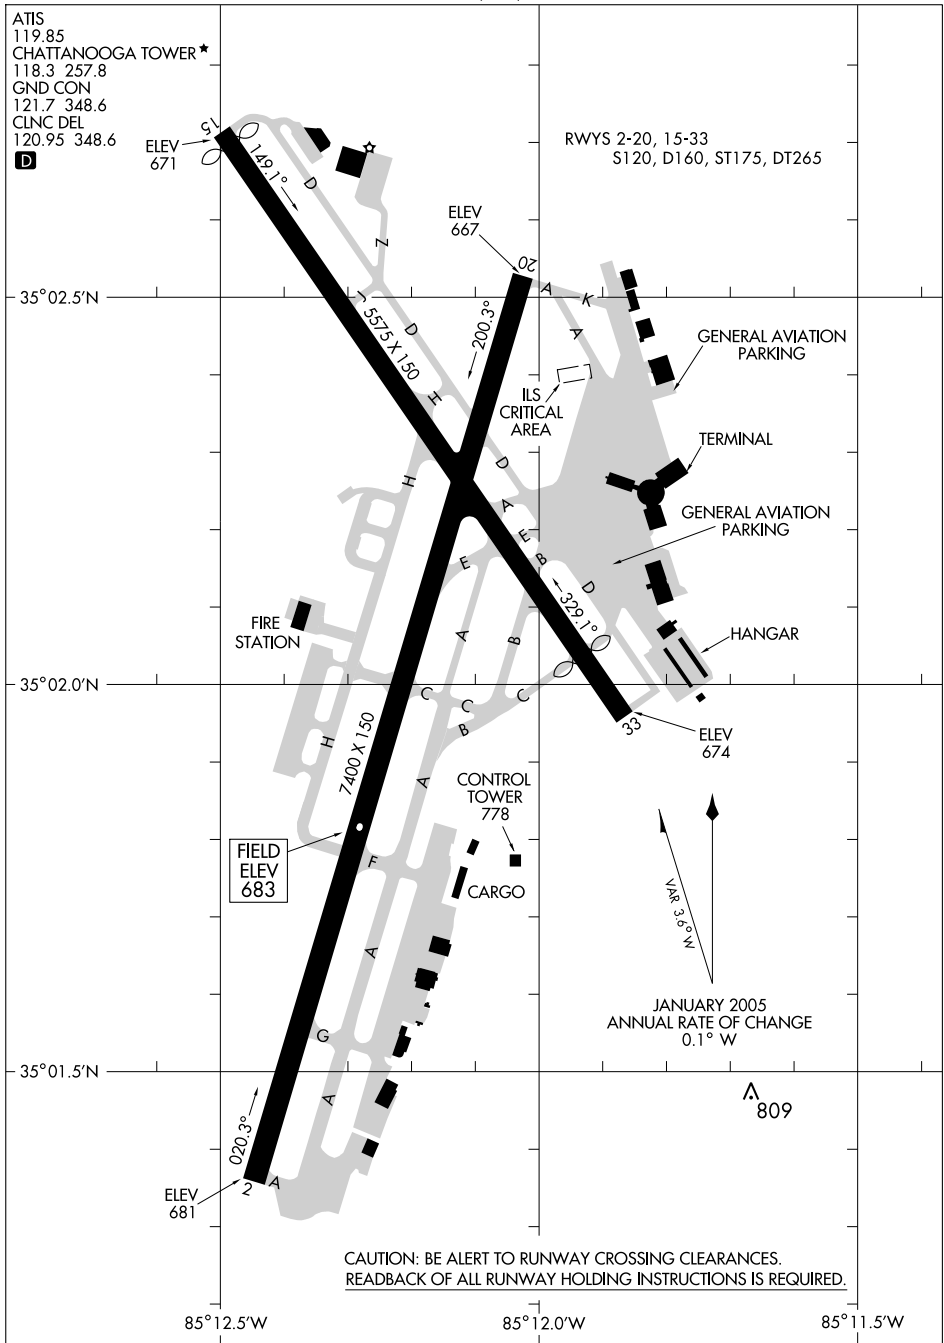 ATIS
119.85
CHATTANOOGA TOWER★
118.3 257.8
GND CON
121.7 348.6
CLNC DEL
120.95 348.6
D
RWYS 2-20, 15-33
S120, D160, ST175, DT265
15
ELEV
671
149.1°
D
Z
ELEV
667
20
35°02.5'N
A
K
A
200.3°
J
5575 X 150
D
H
GENERAL AVIATION
PARKING
ILS
CRITICAL
AREA
H
D
TERMINAL
A
E
B
E
GENERAL AVIATION
PARKING
D
329.1°
FIRE
STATION
A
B
HANGAR
35°02.0'N
C
C
C
B
33
ELEV
674
H
7400 X 150
A
CONTROL
TOWER
778
FIELD
ELEV
683
F
CARGO
VAR 3.6° W
A
JANUARY 2005
ANNUAL RATE OF CHANGE
0.1° W
G
35°01.5'N
A
809
020.3°
2
A
ELEV
681
CAUTION: BE ALERT TO RUNWAY CROSSING CLEARANCES.
READBACK OF ALL RUNWAY HOLDING INSTRUCTIONS IS REQUIRED.
85°12.5'W
85°12.0'W
85°11.5'W